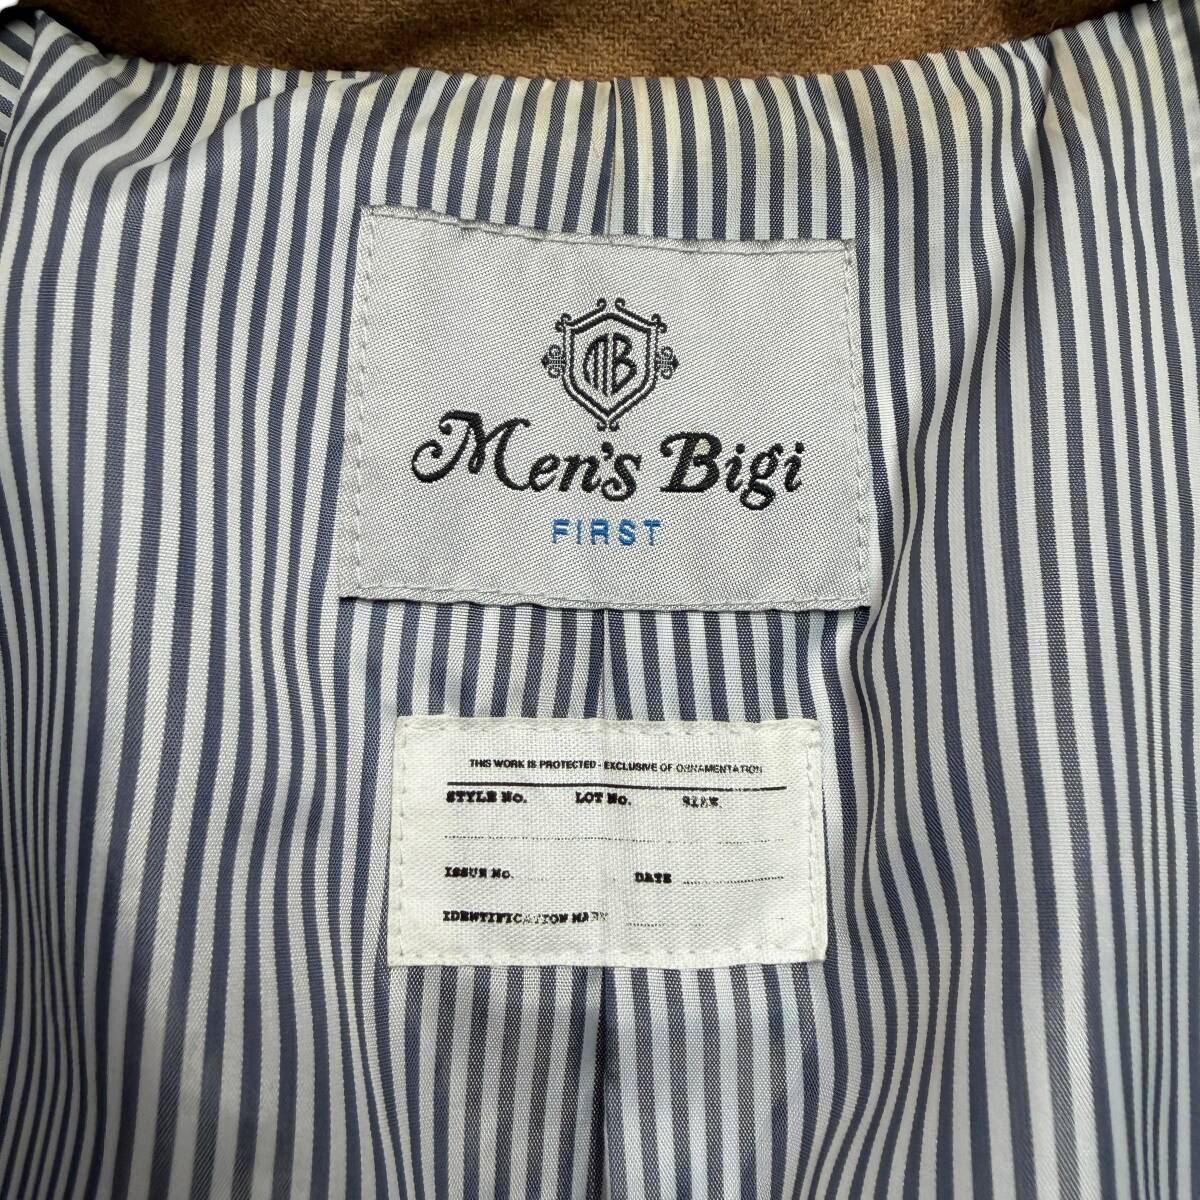 MB
Men's Bigi
FIRST
THIS WORK IS PROTECTED - EXCLUSIVE OF ORNAMENTATION
STYLE No. LOT No. SIZE
ISSUE No. DATE
IDENTIFICATION MARK